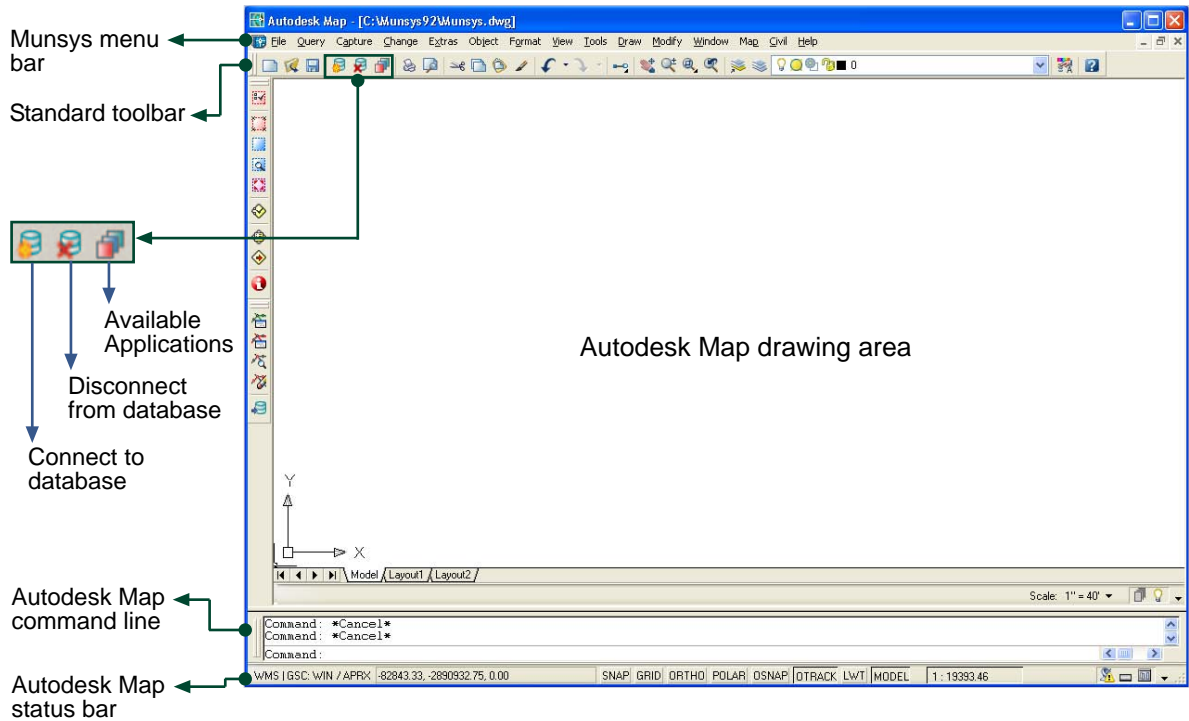 Autodesk Map - [C:\Munsys92\Munsys.dwg]
File Query Capture Change Extras Object Format View Tools Draw Modify Window Map Civil Help
Munsys menu
bar
0
Standard toolbar
Available
Applications
Disconnect
from database
Connect to
database
Autodesk Map drawing area
Y
X
Model Layout1 Layout2
Scale: 1" = 40'
Autodesk Map
command line
Command: *Cancel*
Command: *Cancel*
Command:
WMS | GSC: WIN / APRX -82843.33, -2890932.75, 0.00 SNAP GRID ORTHO POLAR OSNAP OTRACK LWT MODEL 1 : 19393.46
Autodesk Map
status bar